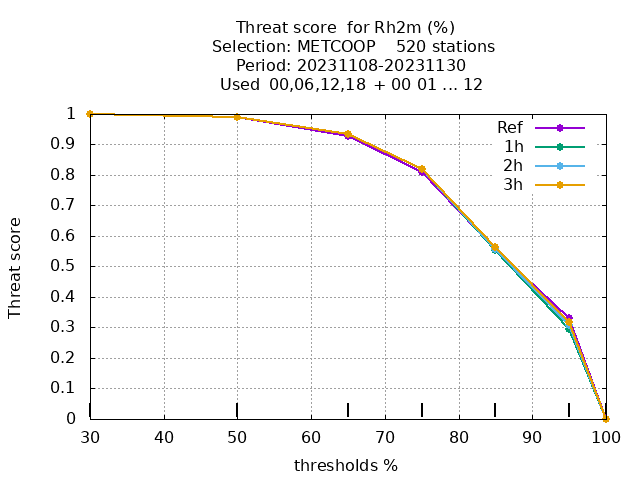 Threat score  for Rh2m (%)
Selection: METCOOP    520 stations
Period: 20231108-20231130
Used  00,06,12,18  + 00 01 ... 12
Ref
1h
2h
3h
1
0.9
0.8
0.7
0.6
0.5
0.4
0.3
0.2
0.1
0
Threat score
30 40 50 60 70 80 90 100
thresholds %